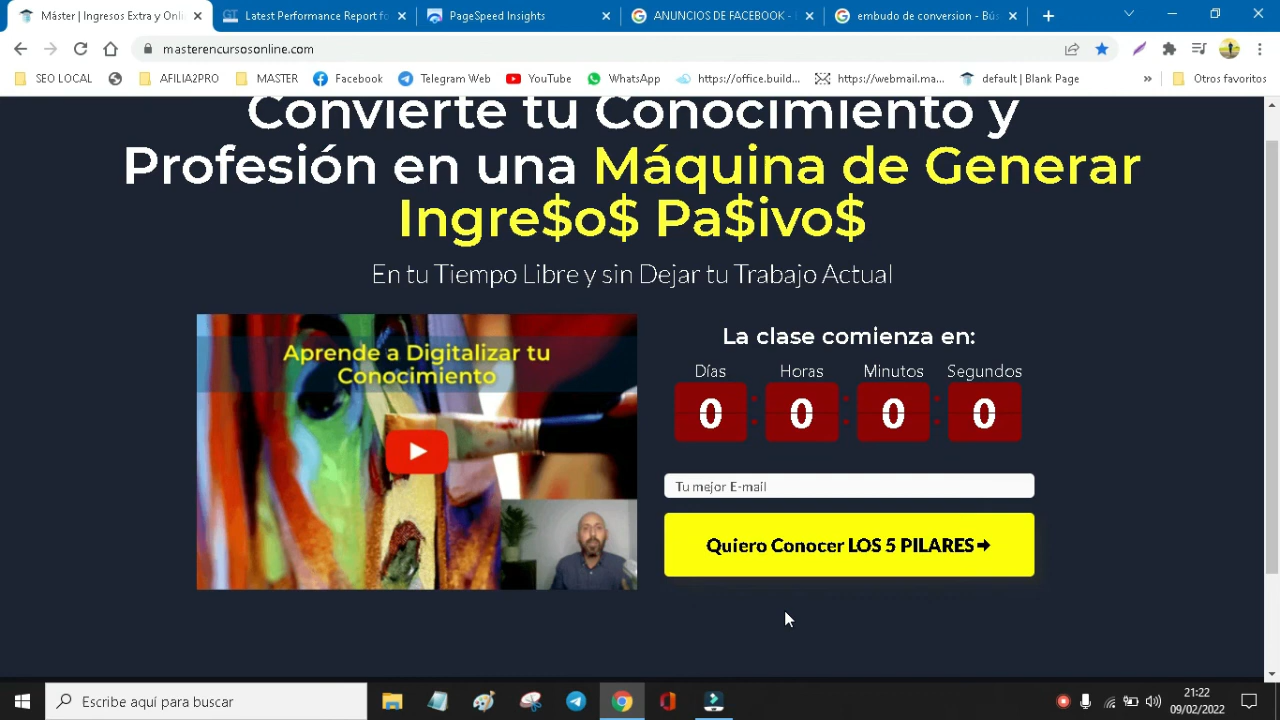 Máster | Ingresos Extra y Onli
Latest Performance Report fo
PageSpeed Insights
ANUNCIOS DE FACEBOOK -
embudo de conversion - Bús
masterencursosonline.com
SEO LOCAL
AFILIA2PRO
MASTER
Facebook
Telegram Web
YouTube
WhatsApp
https://office.build...
https://webmail.ma...
default | Blank Page
»
Otros favoritos
Convierte tu Conocimiento y
Profesión en una Máquina de Generar
Ingre$o$ Pa$ivo$
En tu Tiempo Libre y sin Dejar tu Trabajo Actual
Aprende a Digitalizar tu
Conocimiento
La clase comienza en:
Días Horas Minutos Segundos
0 : 0 : 0 : 0
Tu mejor E-mail
Quiero Conocer LOS 5 PILARES
Escribe aquí para buscar
21:22
09/02/2022